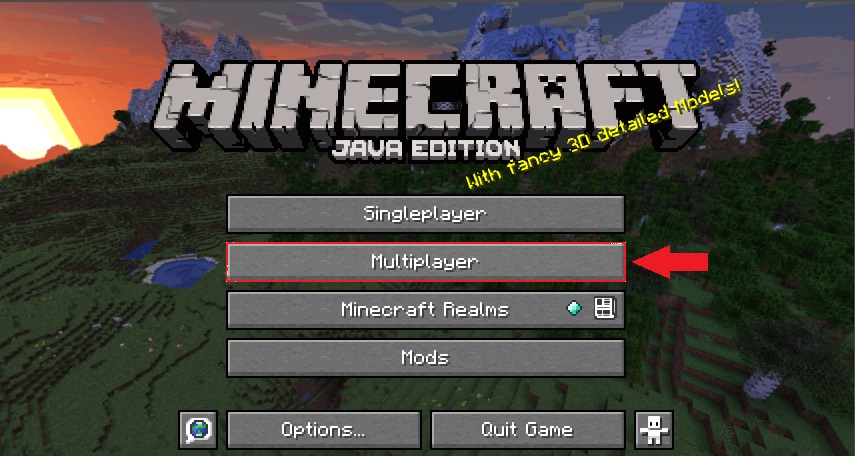 MINECRAFT
JAVA EDITION
With fancy 3D detailed Models!
Singleplayer
Multiplayer
Minecraft Realms
Mods
Options... Quit Game